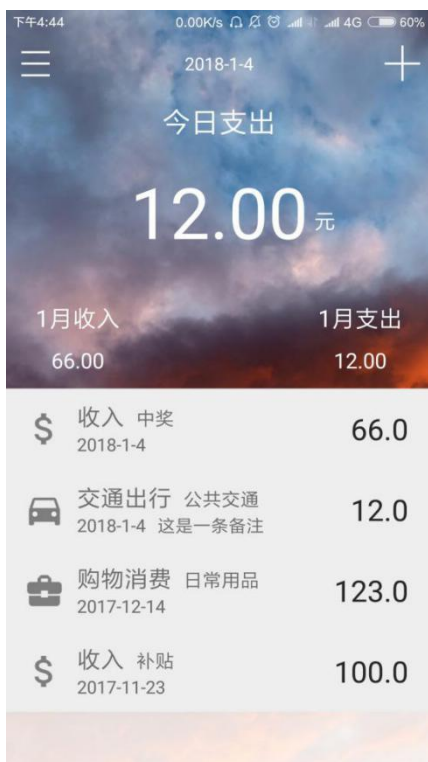 下午4:44 0.00K/s 4G 60%
2018-1-4
今日支出
12.00 元
1月收入 1月支出
66.00 12.00
收入 中奖 66.0
2018-1-4
交通出行 公共交通 12.0
2018-1-4 这是一条备注
购物消费 日常用品 123.0
2017-12-14
收入 补贴 100.0
2017-11-23